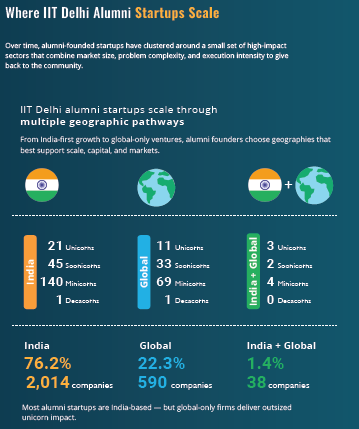 Where IIT Delhi Alumni Startups Scale
Over time, alumni-founded startups have clustered around a small set of high-impact
sectors that combine market size, problem complexity, and execution intensity to give
back to the community.
IIT Delhi alumni startups scale through
multiple geographic pathways
From India-first growth to global-only ventures, alumni founders choose geographies that
best support scale, capital, and markets.
+
India
21 Unicorns
45 Soonicorns
140 Minicorns
1 Decacorns
Global
11 Unicorns
33 Soonicorns
69 Minicorns
1 Decacorns
India + Global
3 Unicorns
2 Soonicorns
4 Minicorns
0 Decacorns
India
76.2%
2,014 companies
Global
22.3%
590 companies
India + Global
1.4%
38 companies
Most alumni startups are India-based — but global-only firms deliver outsized
unicorn impact.